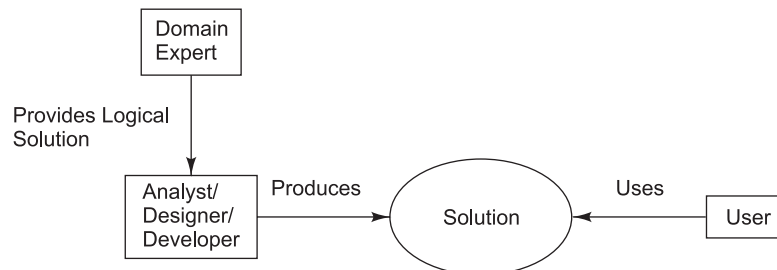 Domain
Expert
Provides Logical
Solution
Analyst/
Designer/
Developer
Produces
Solution
Uses
User